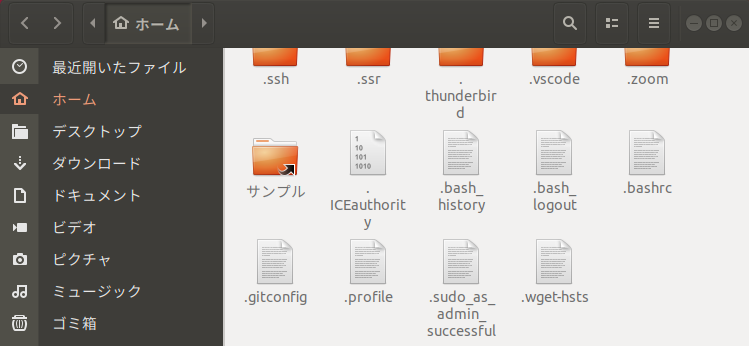 ホーム
最近開いたファイル
ホーム
デスクトップ
ダウンロード
ドキュメント
ビデオ
ピクチャ
ミュージック
ゴミ箱
.ssh
.ssr
.
thunderbir
d
.vscode
.zoom
サンプル
1
10
101
1010
.
ICEauthorit
y
.bash_
history
.bash_
logout
.bashrc
.gitconfig
.profile
.sudo_as_
admin_
successful
.wget-hsts